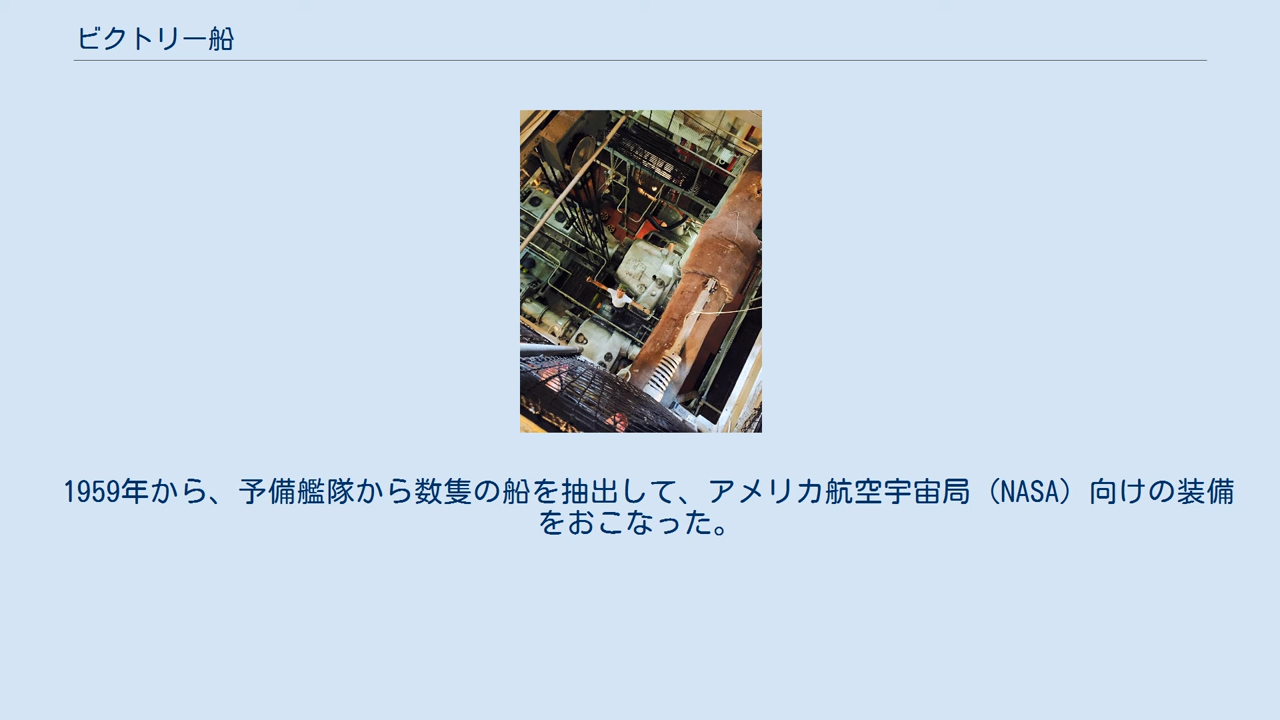 ビクトリー船
1959年から、予備艦隊から数隻の船を抽出して、アメリカ航空宇宙局（NASA）向けの装備
をおこなった。